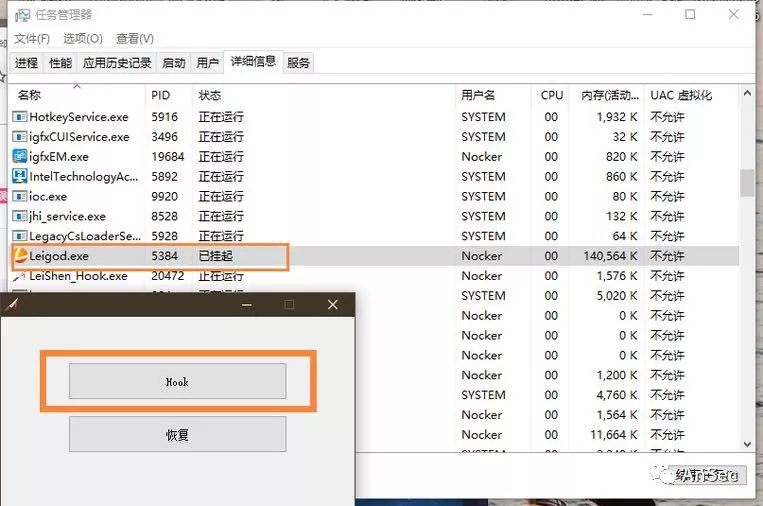 任务管理器
文件(F) 选项(O) 查看(V)
进程 性能 应用历史记录 启动 用户 详细信息 服务
名称 PID 状态 用户名 CPU 内存(活动... UAC 虚拟化
HotkeyService.exe 5916 正在运行 SYSTEM 00 1,932 K 不允许
igfxCUIService.exe 3496 正在运行 SYSTEM 00 32 K 不允许
igfxEM.exe 19684 正在运行 Nocker 00 820 K 不允许
IntelTechnologyAc... 5892 正在运行 SYSTEM 00 860 K 不允许
ioc.exe 9920 正在运行 SYSTEM 00 80 K 不允许
jhi_service.exe 8528 正在运行 SYSTEM 00 132 K 不允许
LegacyCsLoaderSe... 5928 正在运行 SYSTEM 00 64 K 不允许
Leigod.exe 5384 已挂起 Nocker 00 140,564 K 不允许
LeiShen_Hook.exe 20472 正在运行 Nocker 00 1,576 K 不允许
SYSTEM 00 5,020 K 不允许
Nocker 00 0 K 不允许
Nocker 00 0 K 不允许
Nocker 00 0 K 不允许
Nocker 00 1,200 K 不允许
SYSTEM 00 4,760 K 不允许
Nocker 00 1,564 K 不允许
Nocker 00 11,664 K 不允许
Hook
恢复
AnSec